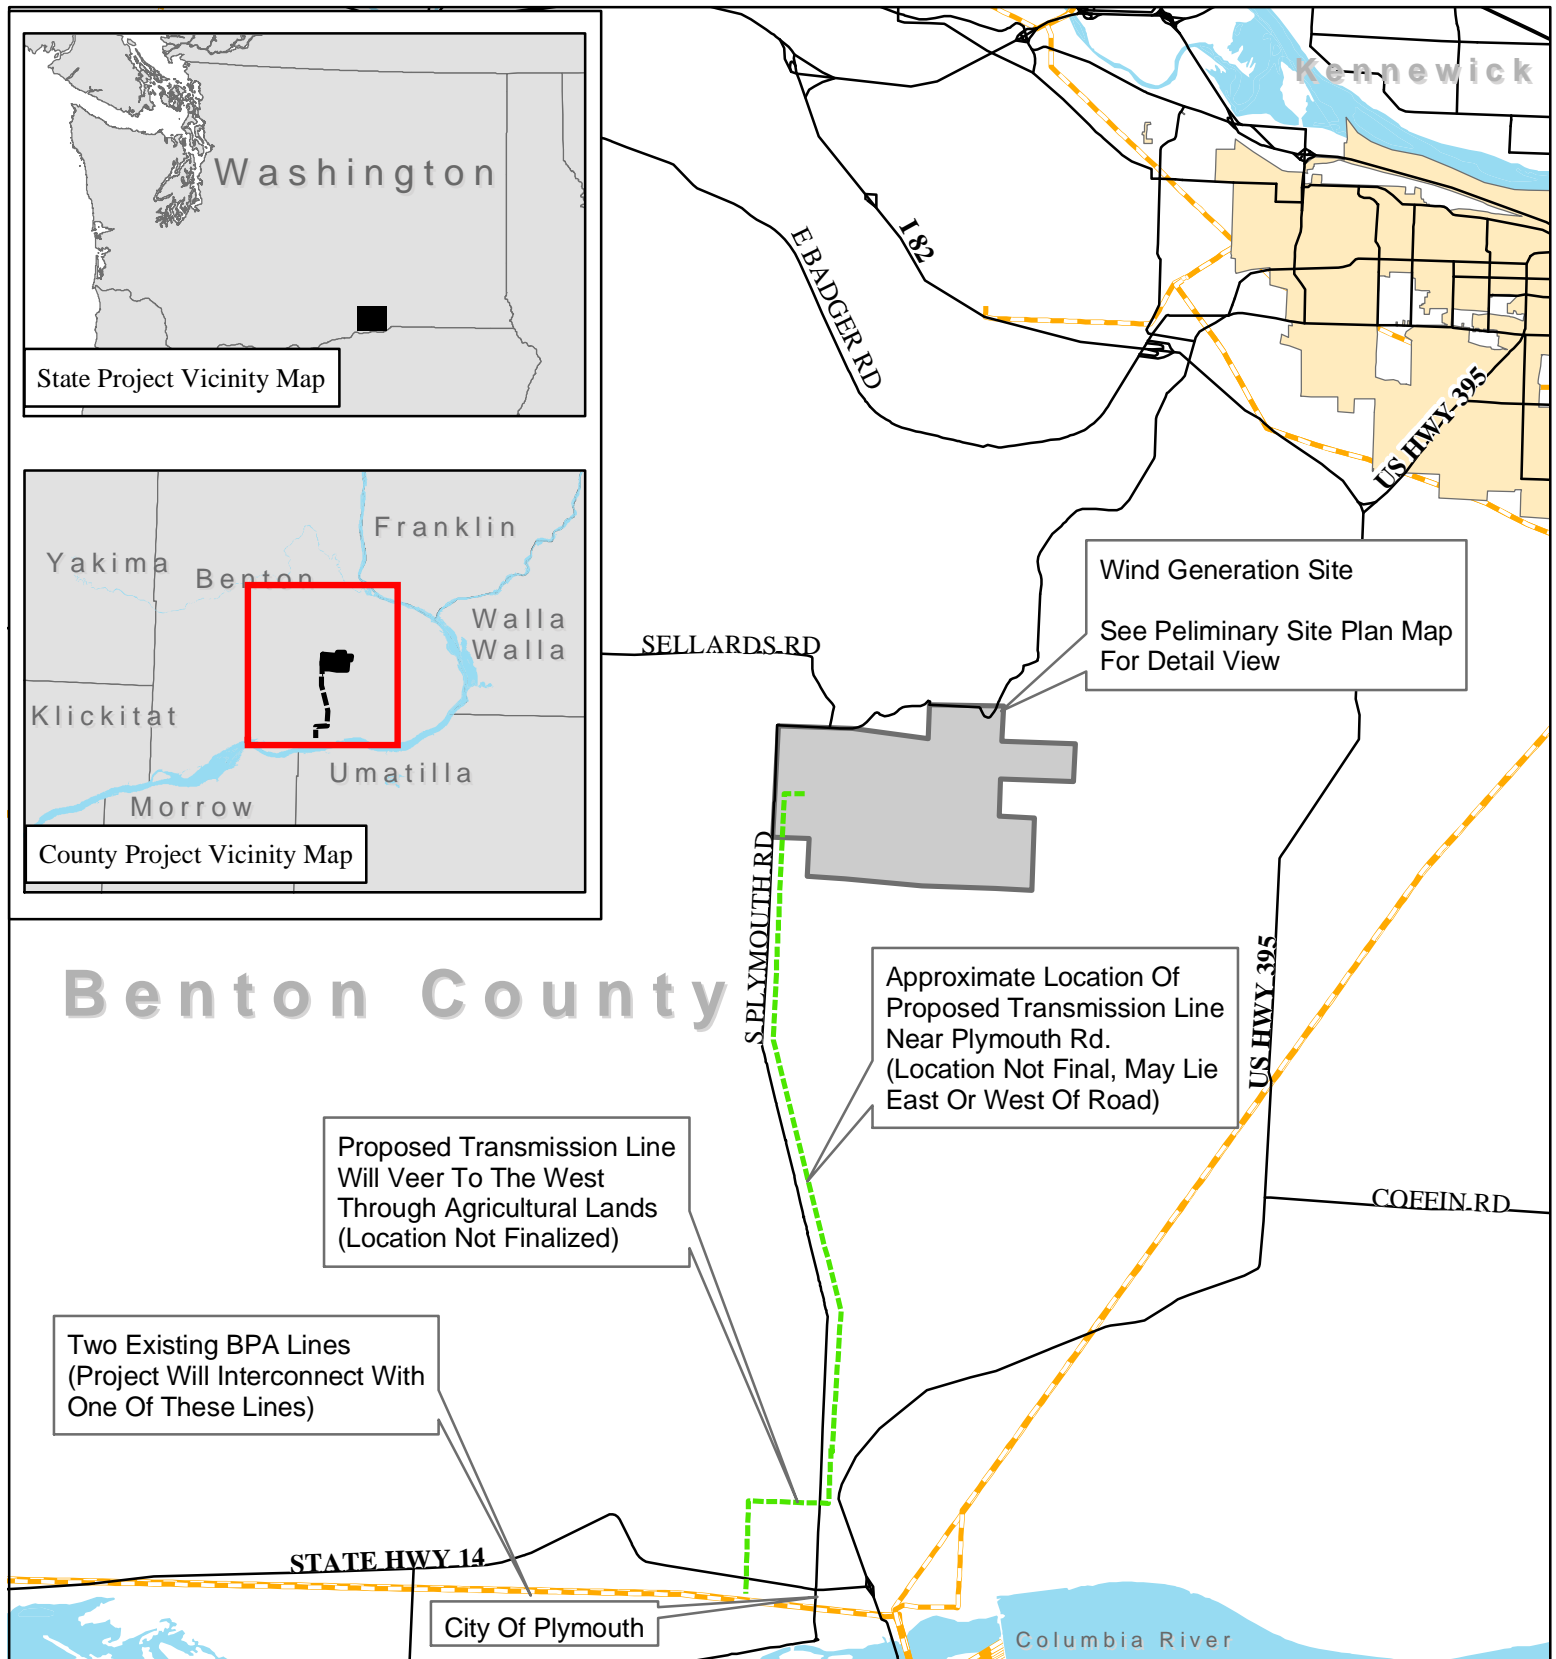 Washington
State Project Vicinity Map
Yakima
Benton
Franklin
Walla
Walla
Klickitat
Umatilla
Morrow
County Project Vicinity Map
Kennewick
I 82
E BADGER RD
US HWY 395
Wind Generation Site
See Peliminary Site Plan Map
For Detail View
SELLARDS RD
S PLYMOUTH RD
Benton County
Approximate Location Of
Proposed Transmission Line
Near Plymouth Rd.
(Location Not Final, May Lie
East Or West Of Road)
US HWY 395
Proposed Transmission Line
Will Veer To The West
Through Agricultural Lands
(Location Not Finalized)
COFFIN RD
Two Existing BPA Lines
(Project Will Interconnect With
One Of These Lines)
STATE HWY 14
City Of Plymouth
Columbia River